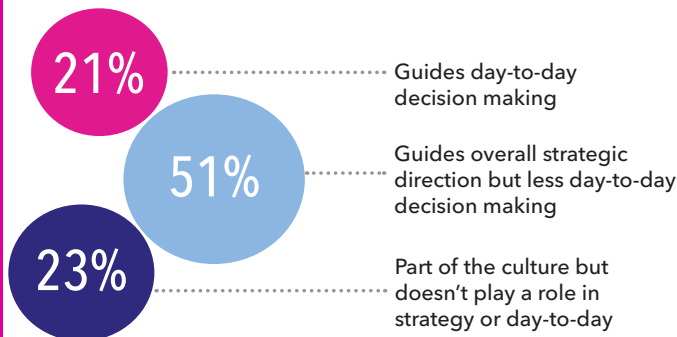 21%
Guides day-to-day
decision making
51%
Guides overall strategic
direction but less day-to-day
decision making
23%
Part of the culture but
doesn’t play a role in
strategy or day-to-day